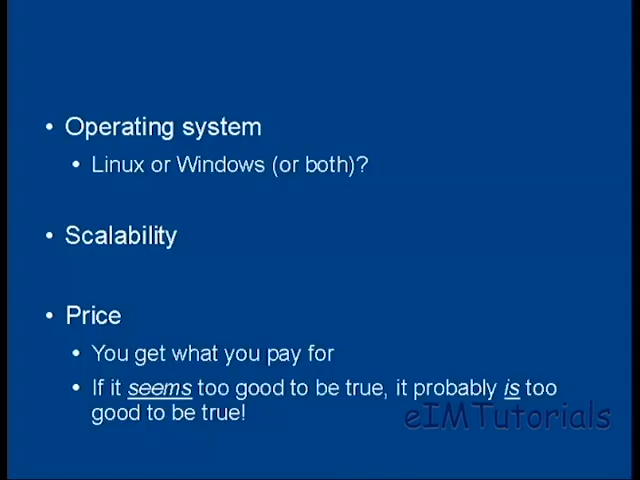 • Operating system
• Linux or Windows (or both)?
• Scalability
• Price
• You get what you pay for
• If it seems too good to be true, it probably is too
good to be true!
eIMTutorials